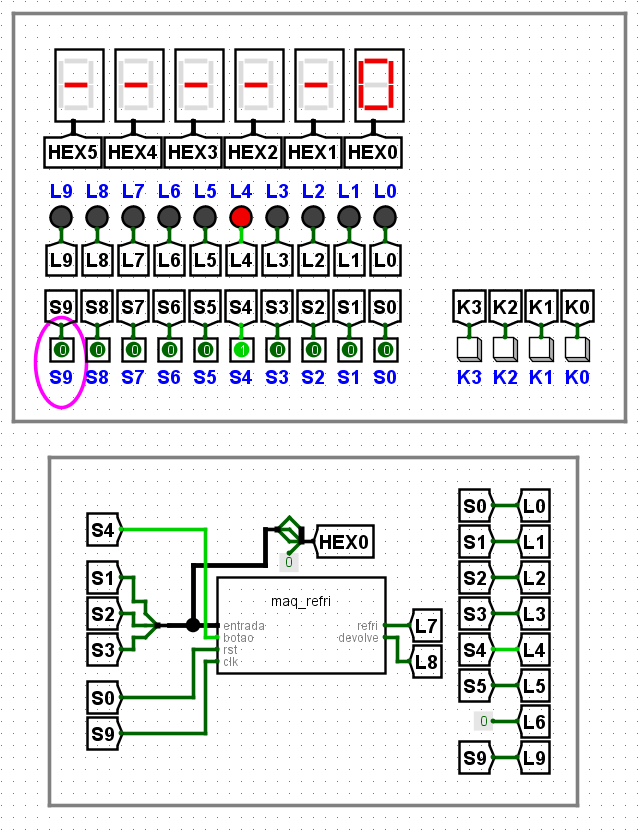 HEX5 HEX4 HEX3 HEX2 HEX1 HEX0
L9 L8 L7 L6 L5 L4 L3 L2 L1 L0
L9 L8 L7 L6 L5 L4 L3 L2 L1 L0
S9 S8 S7 S6 S5 S4 S3 S2 S1 S0 K3 K2 K1 K0
0 0 0 0 0 1 0 0 0 0
S9 S8 S7 S6 S5 S4 S3 S2 S1 S0 K3 K2 K1 K0
S4
S1
S2
S3
S0
S9
HEX0
0
maq_refri
entrada
botao
rst
clk
refri
devolve
L7
L8
S0 L0
S1 L1
S2 L2
S3 L3
S4 L4
S5 L5
0 L6
S9 L9